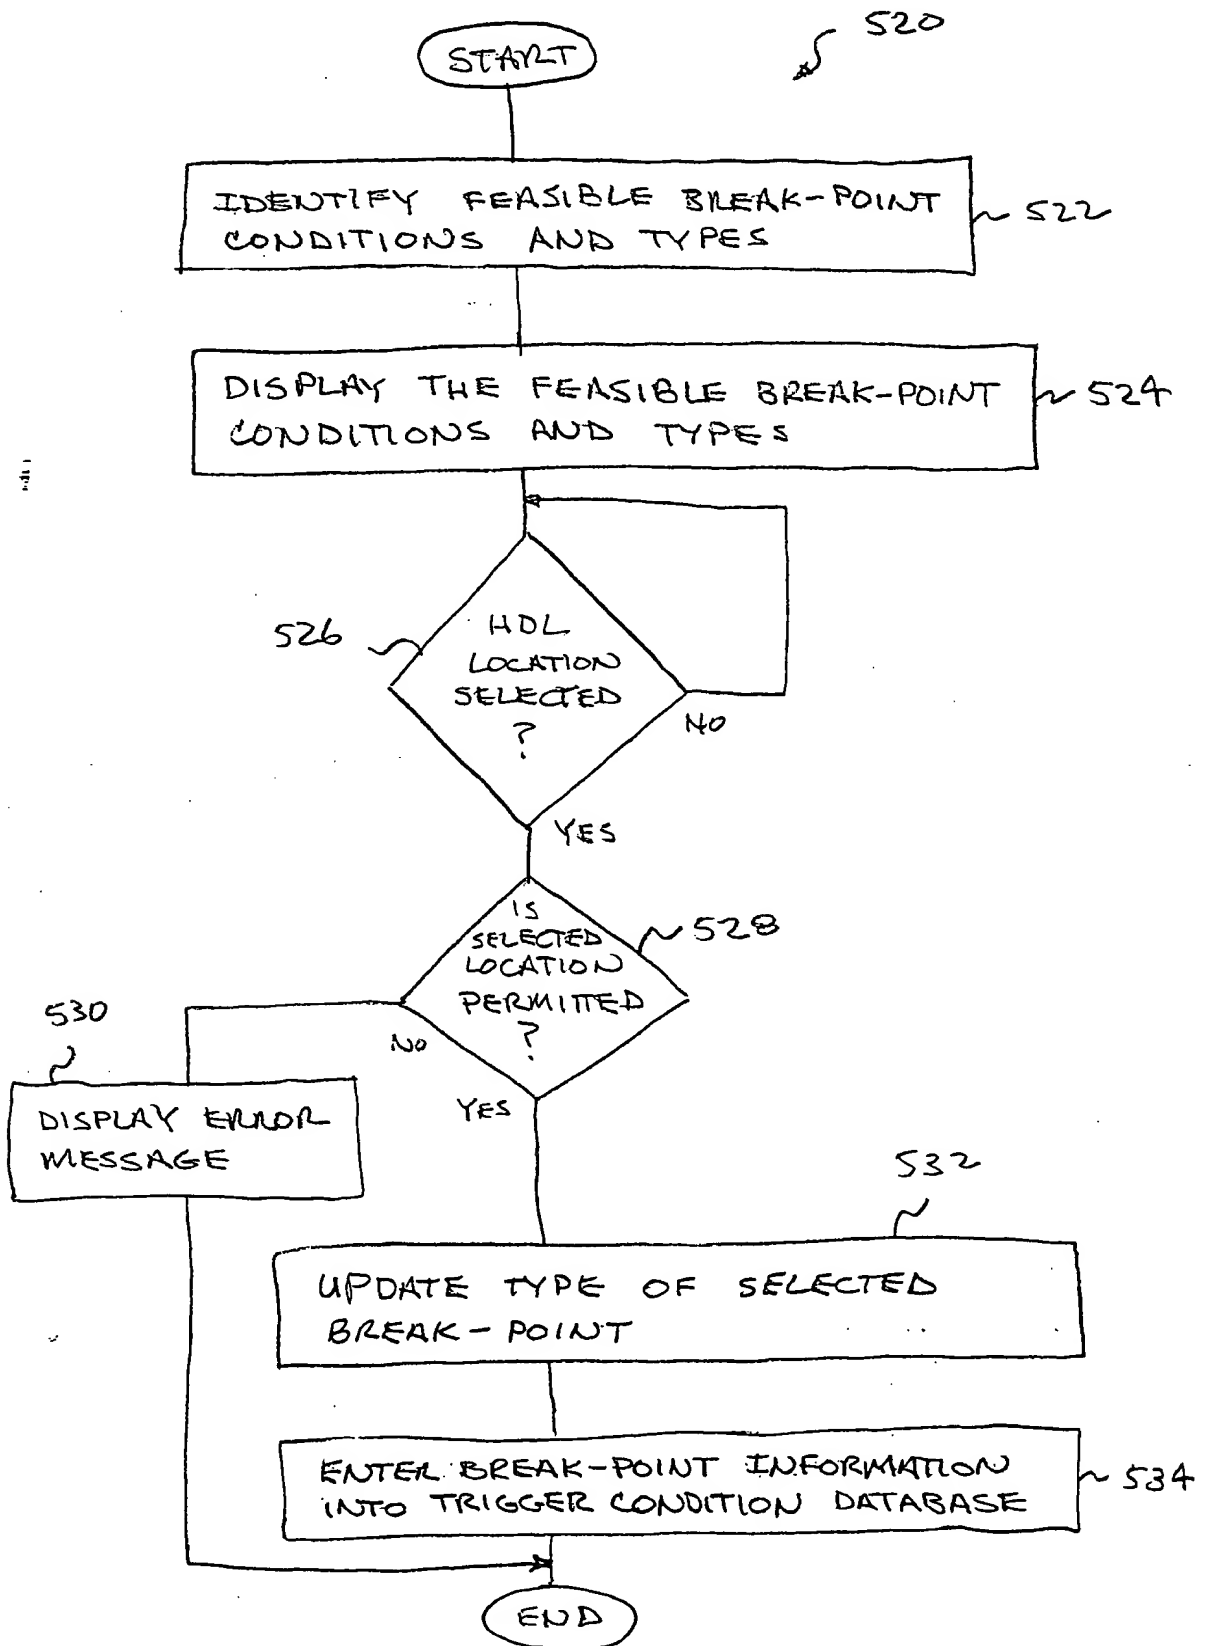 520
START
IDENTIFY FEASIBLE BREAK-POINT
CONDITIONS AND TYPES
522
DISPLAY THE FEASIBLE BREAK-POINT
CONDITIONS AND TYPES
524
526
HDL
LOCATION
SELECTED
?
NO
YES
IS
SELECTED
LOCATION
PERMITTED
?
528
530
NO
YES
DISPLAY ERROR
MESSAGE
532
UPDATE TYPE OF SELECTED
BREAK-POINT
ENTER BREAK-POINT INFORMATION
INTO TRIGGER CONDITION DATABASE
534
END